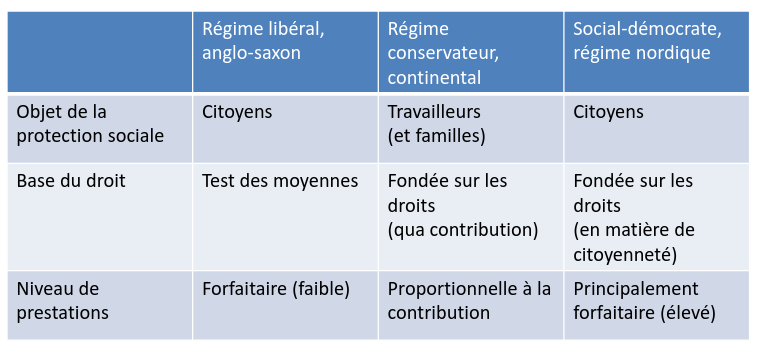 Régime libéral,
anglo-saxon
Régime
conservateur,
continental
Social-démocrate,
régime nordique
Objet de la
protection sociale
Citoyens
Travailleurs
(et familles)
Citoyens
Base du droit
Test des moyennes
Fondée sur les
droits
(qua contribution)
Fondée sur les
droits
(en matière de
citoyenneté)
Niveau de
prestations
Forfaitaire (faible)
Proportionnelle à la
contribution
Principalement
forfaitaire (élevé)